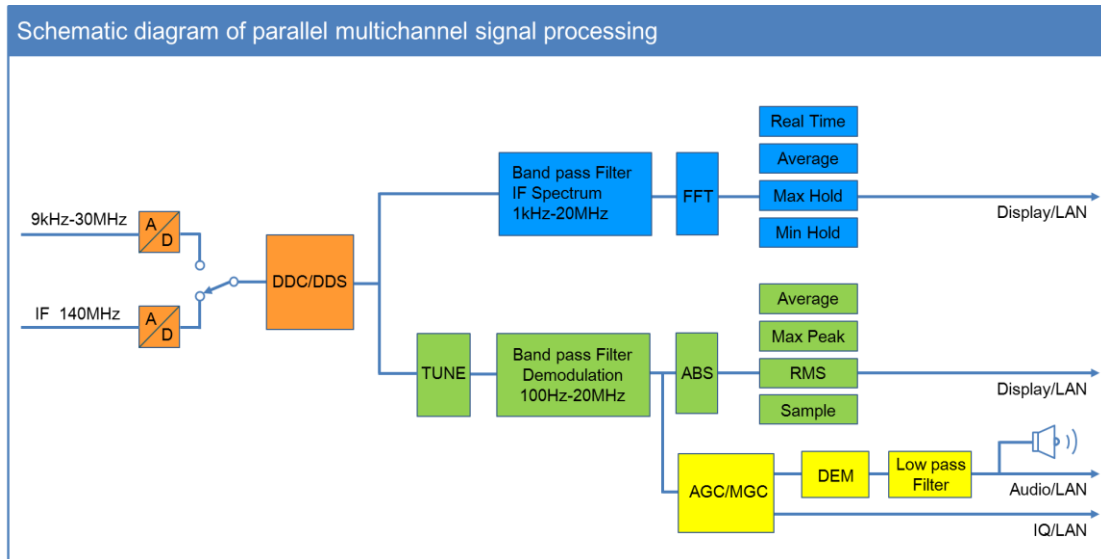 Schematic diagram of parallel multichannel signal processing
Real Time
Average
Max Hold
Min Hold
Band pass Filter
IF Spectrum
1kHz-20MHz
FFT
Display/LAN
9kHz-30MHz
A
D
DDC/DDS
IF 140MHz
A
D
TUNE
Band pass Filter
Demodulation
100Hz-20MHz
ABS
Average
Max Peak
RMS
Sample
Display/LAN
AGC/MGC
DEM
Low pass
Filter
Audio/LAN
IQ/LAN